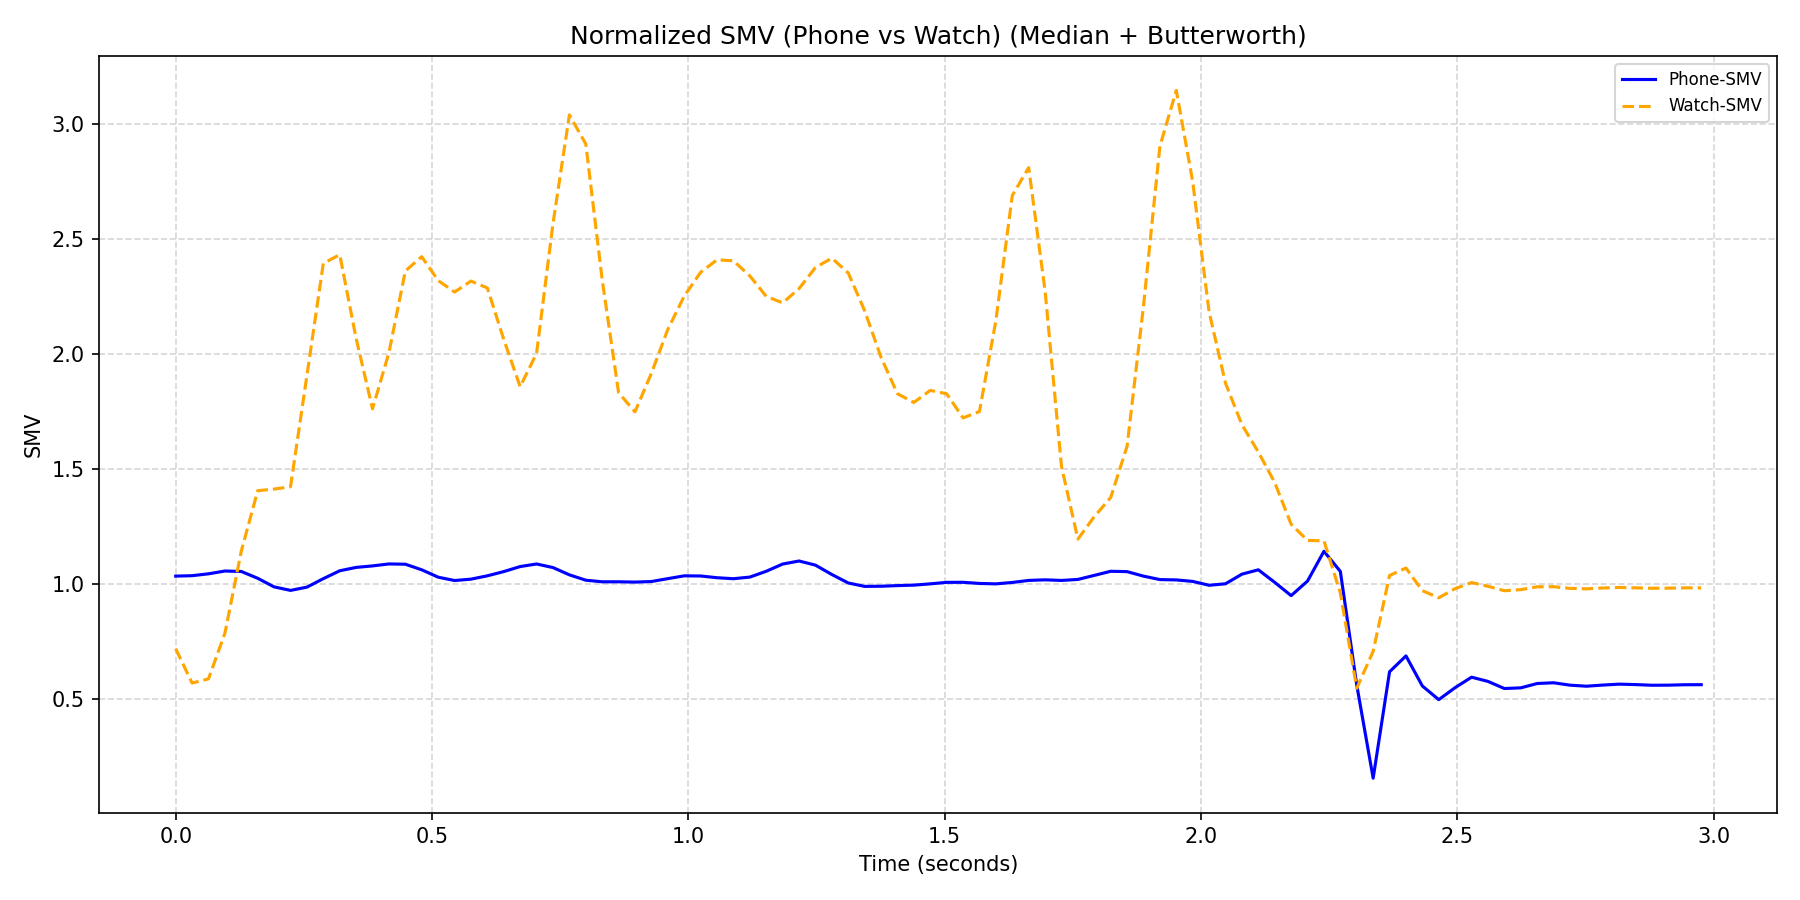 Normalized SMV (Phone vs Watch) (Median + Butterworth)
Phone-SMV
Watch-SMV
SMV
3.0
2.5
2.0
1.5
1.0
0.5
0.0 0.5 1.0 1.5 2.0 2.5 3.0
Time (seconds)